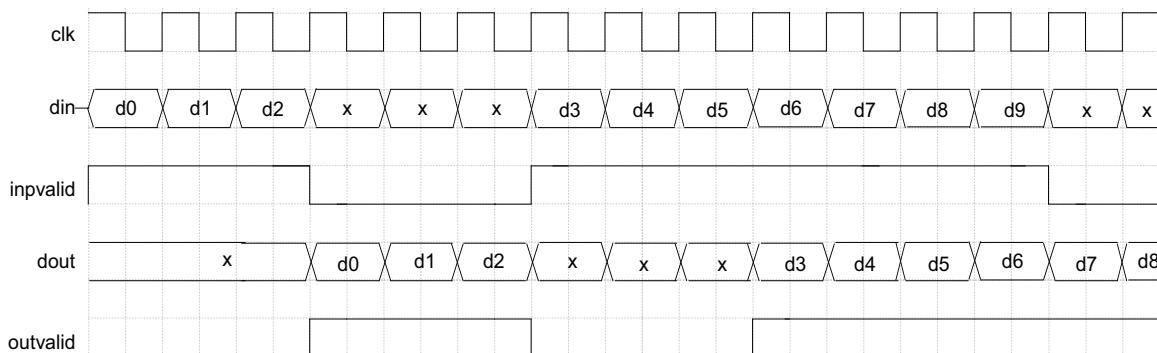 clk
din d0 d1 d2 x x x d3 d4 d5 d6 d7 d8 d9 x x
inpvalid
dout x d0 d1 d2 x x x d3 d4 d5 d6 d7 d8
outvalid